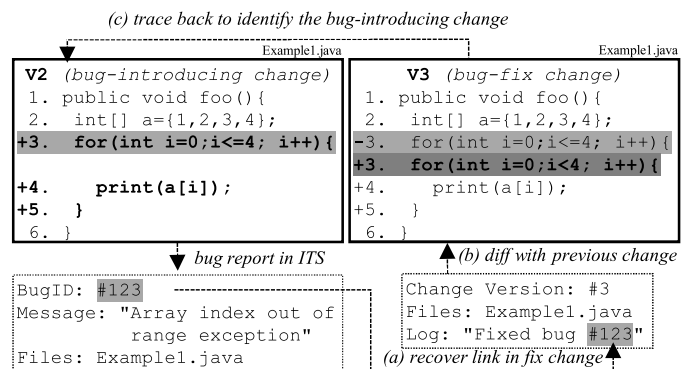 (c) trace back to identify the bug-introducing change
Example1.java
V2 (bug-introducing change)
1. public void foo(){
2. int[] a={1,2,3,4};
+3. for(int i=0;i<=4; i++){
+4. print(a[i]);
+5. }
6. }
Example1.java
V3 (bug-fix change)
1. public void foo(){
2. int[] a={1,2,3,4};
-3. for(int i=0;i<=4; i++){
+3. for(int i=0;i<4; i++){
+4. print(a[i]);
+5. }
6. }
bug report in ITS
(b) diff with previous change
BugID: #123
Message: "Array index out of
range exception"
Files: Example1.java
Change Version: #3
Files: Example1.java
Log: "Fixed bug #123"
(a) recover link in fix change